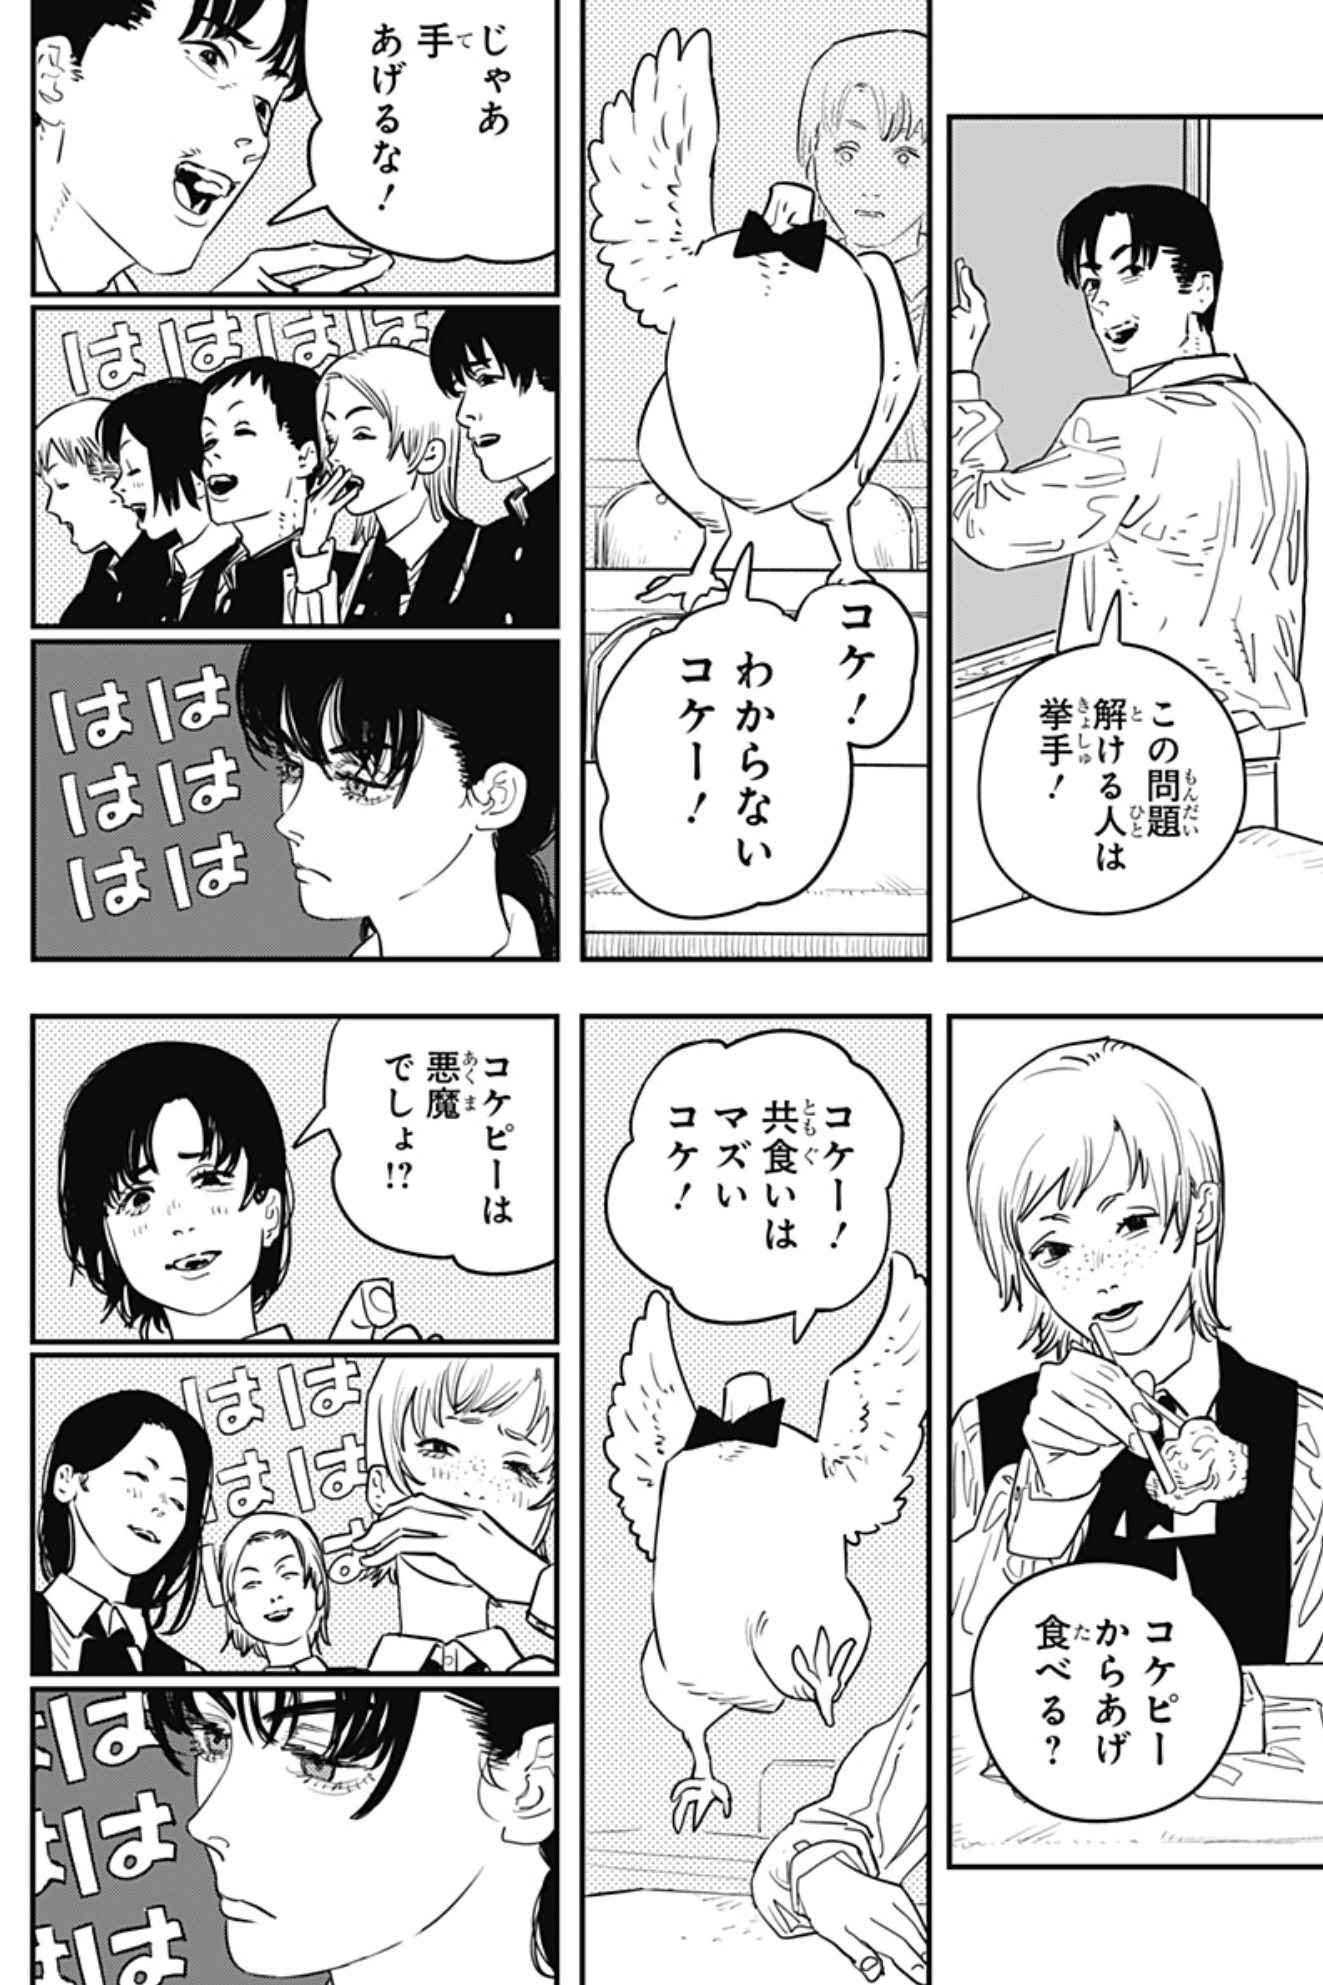 この問題
解ける人は
挙手！
コケ！
わからない
コケー！
じゃあ
手
あげるな！
はははは
はは
はは
はは
コケピー
からあげ
食べる？
コケー！
共食いは
マズい
コケ！
コケピーは
悪魔
でしょ！？
はは
はは
はは
は
は
は